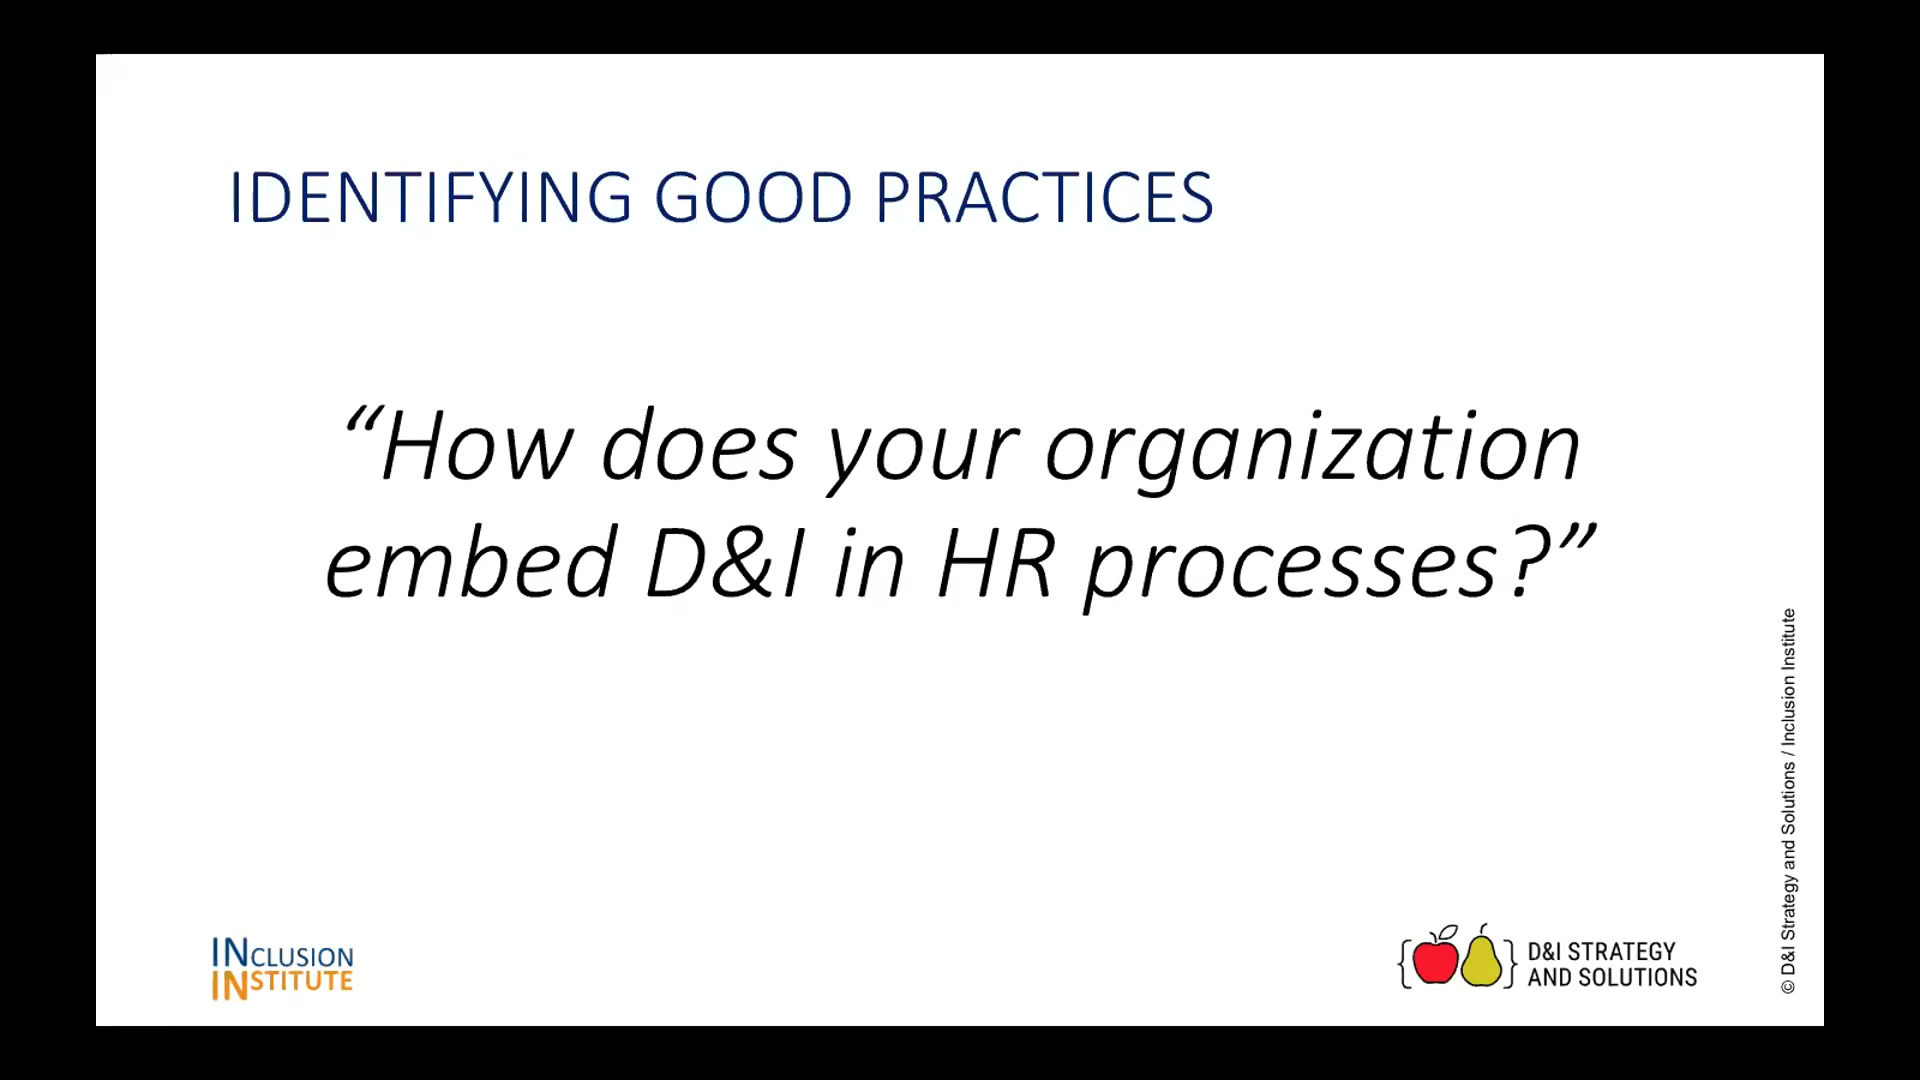 IDENTIFYING GOOD PRACTICES
“How does your organization
embed D&I in HR processes?”
© D&I Strategy and Solutions / Inclusion Institute
INCLUSION
INSTITUTE
D&I STRATEGY
AND SOLUTIONS